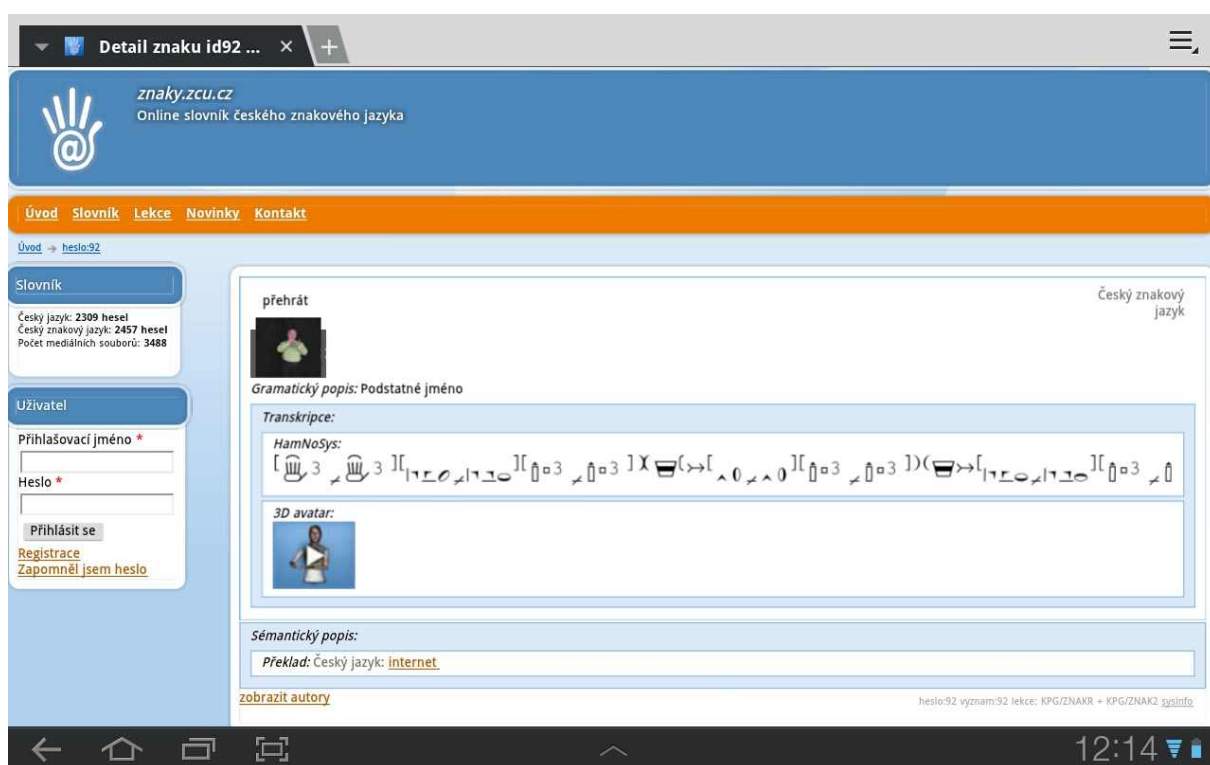 Detail znaku id92 ...
znaky.zcu.cz
Online slovník českého znakového jazyka
Úvod Slovník Lekce Novinky Kontakt
Úvod → heslo:92
Slovník
Český jazyk: 2309 hesel
Český znakový jazyk: 2457 hesel
Počet mediálních souborů: 3488
Uživatel
Přihlašovací jméno *
Heslo *
Přihlásit se
Registrace
Zapomněl jsem heslo
přehrát
Český znakový
jazyk
Gramatický popis: Podstatné jméno
Transkripce:
HamNoSys:
3D avatar:
Sémantický popis:
Překlad: Český jazyk: internet
zobrazit autory
heslo:92 vyznam:92 lekce: KPG/ZNAKR + KPG/ZNAK2 sysinfo
12:14